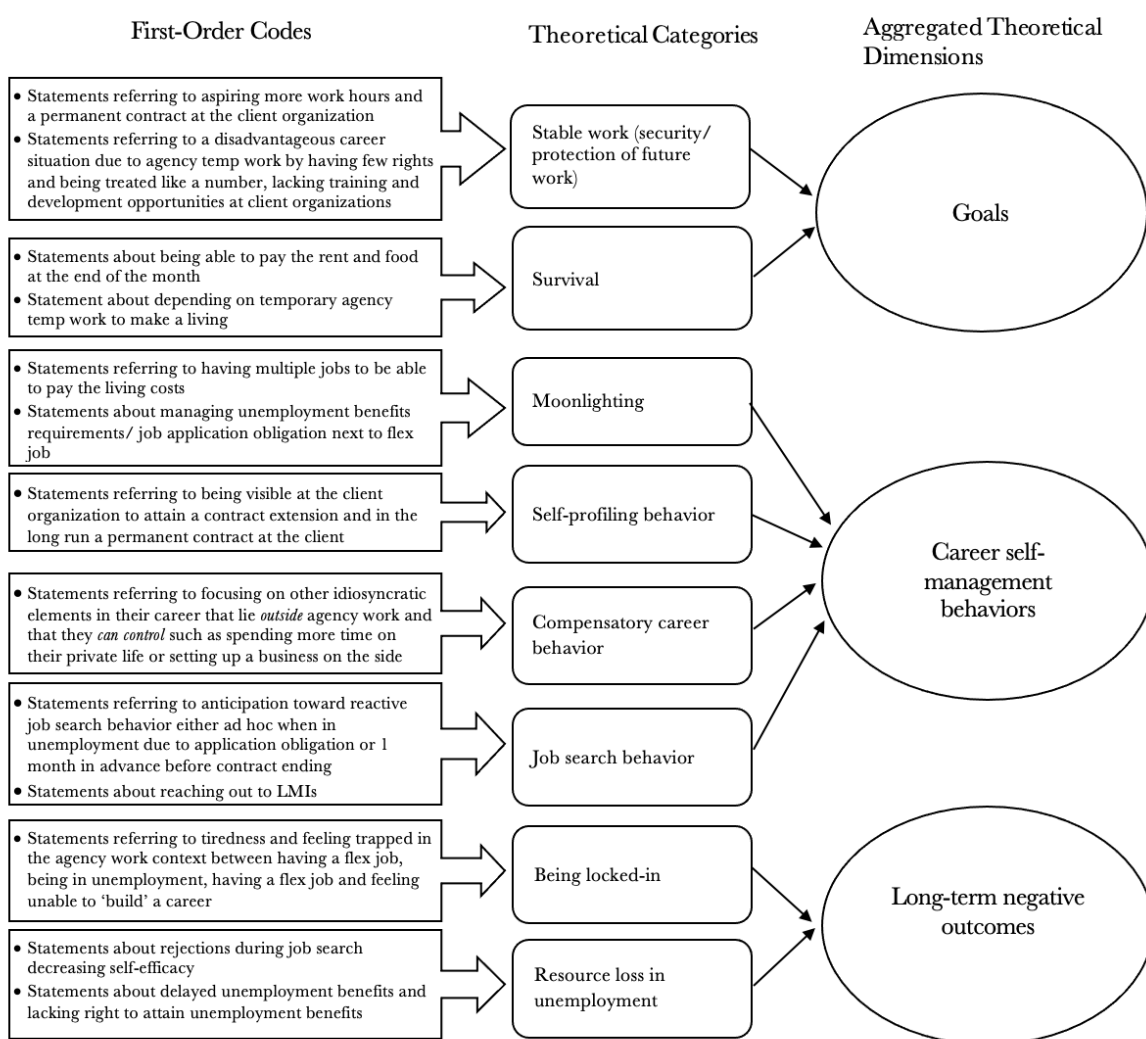 First-Order Codes
Theoretical Categories
Aggregated Theoretical
Dimensions
• Statements referring to aspiring more work hours and
a permanent contract at the client organization
• Statements referring to a disadvantageous career
situation due to agency temp work by having few rights
and being treated like a number, lacking training and
development opportunities at client organizations
Stable work (security/
protection of future
work)
Goals
• Statements about being able to pay the rent and food
at the end of the month
• Statement about depending on temporary agency
temp work to make a living
Survival
• Statements referring to having multiple jobs to be able
to pay the living costs
• Statements about managing unemployment benefits
requirements/ job application obligation next to flex
job
Moonlighting
• Statements referring to being visible at the client
organization to attain a contract extension and in the
long run a permanent contract at the client
Self-profiling behavior
Career self-
management
behaviors
• Statements referring to focusing on other idiosyncratic
elements in their career that lie outside agency work and
that they can control such as spending more time on
their private life or setting up a business on the side
Compensatory career
behavior
• Statements referring to anticipation toward reactive
job search behavior either ad hoc when in
unemployment due to application obligation or 1
month in advance before contract ending
• Statements about reaching out to LMIs
Job search behavior
• Statements referring to tiredness and feeling trapped in
the agency work context between having a flex job,
being in unemployment, having a flex job and feeling
unable to ‘build’ a career
Being locked-in
Long-term negative
outcomes
• Statements about rejections during job search
decreasing self-efficacy
• Statements about delayed unemployment benefits and
lacking right to attain unemployment benefits
Resource loss in
unemployment